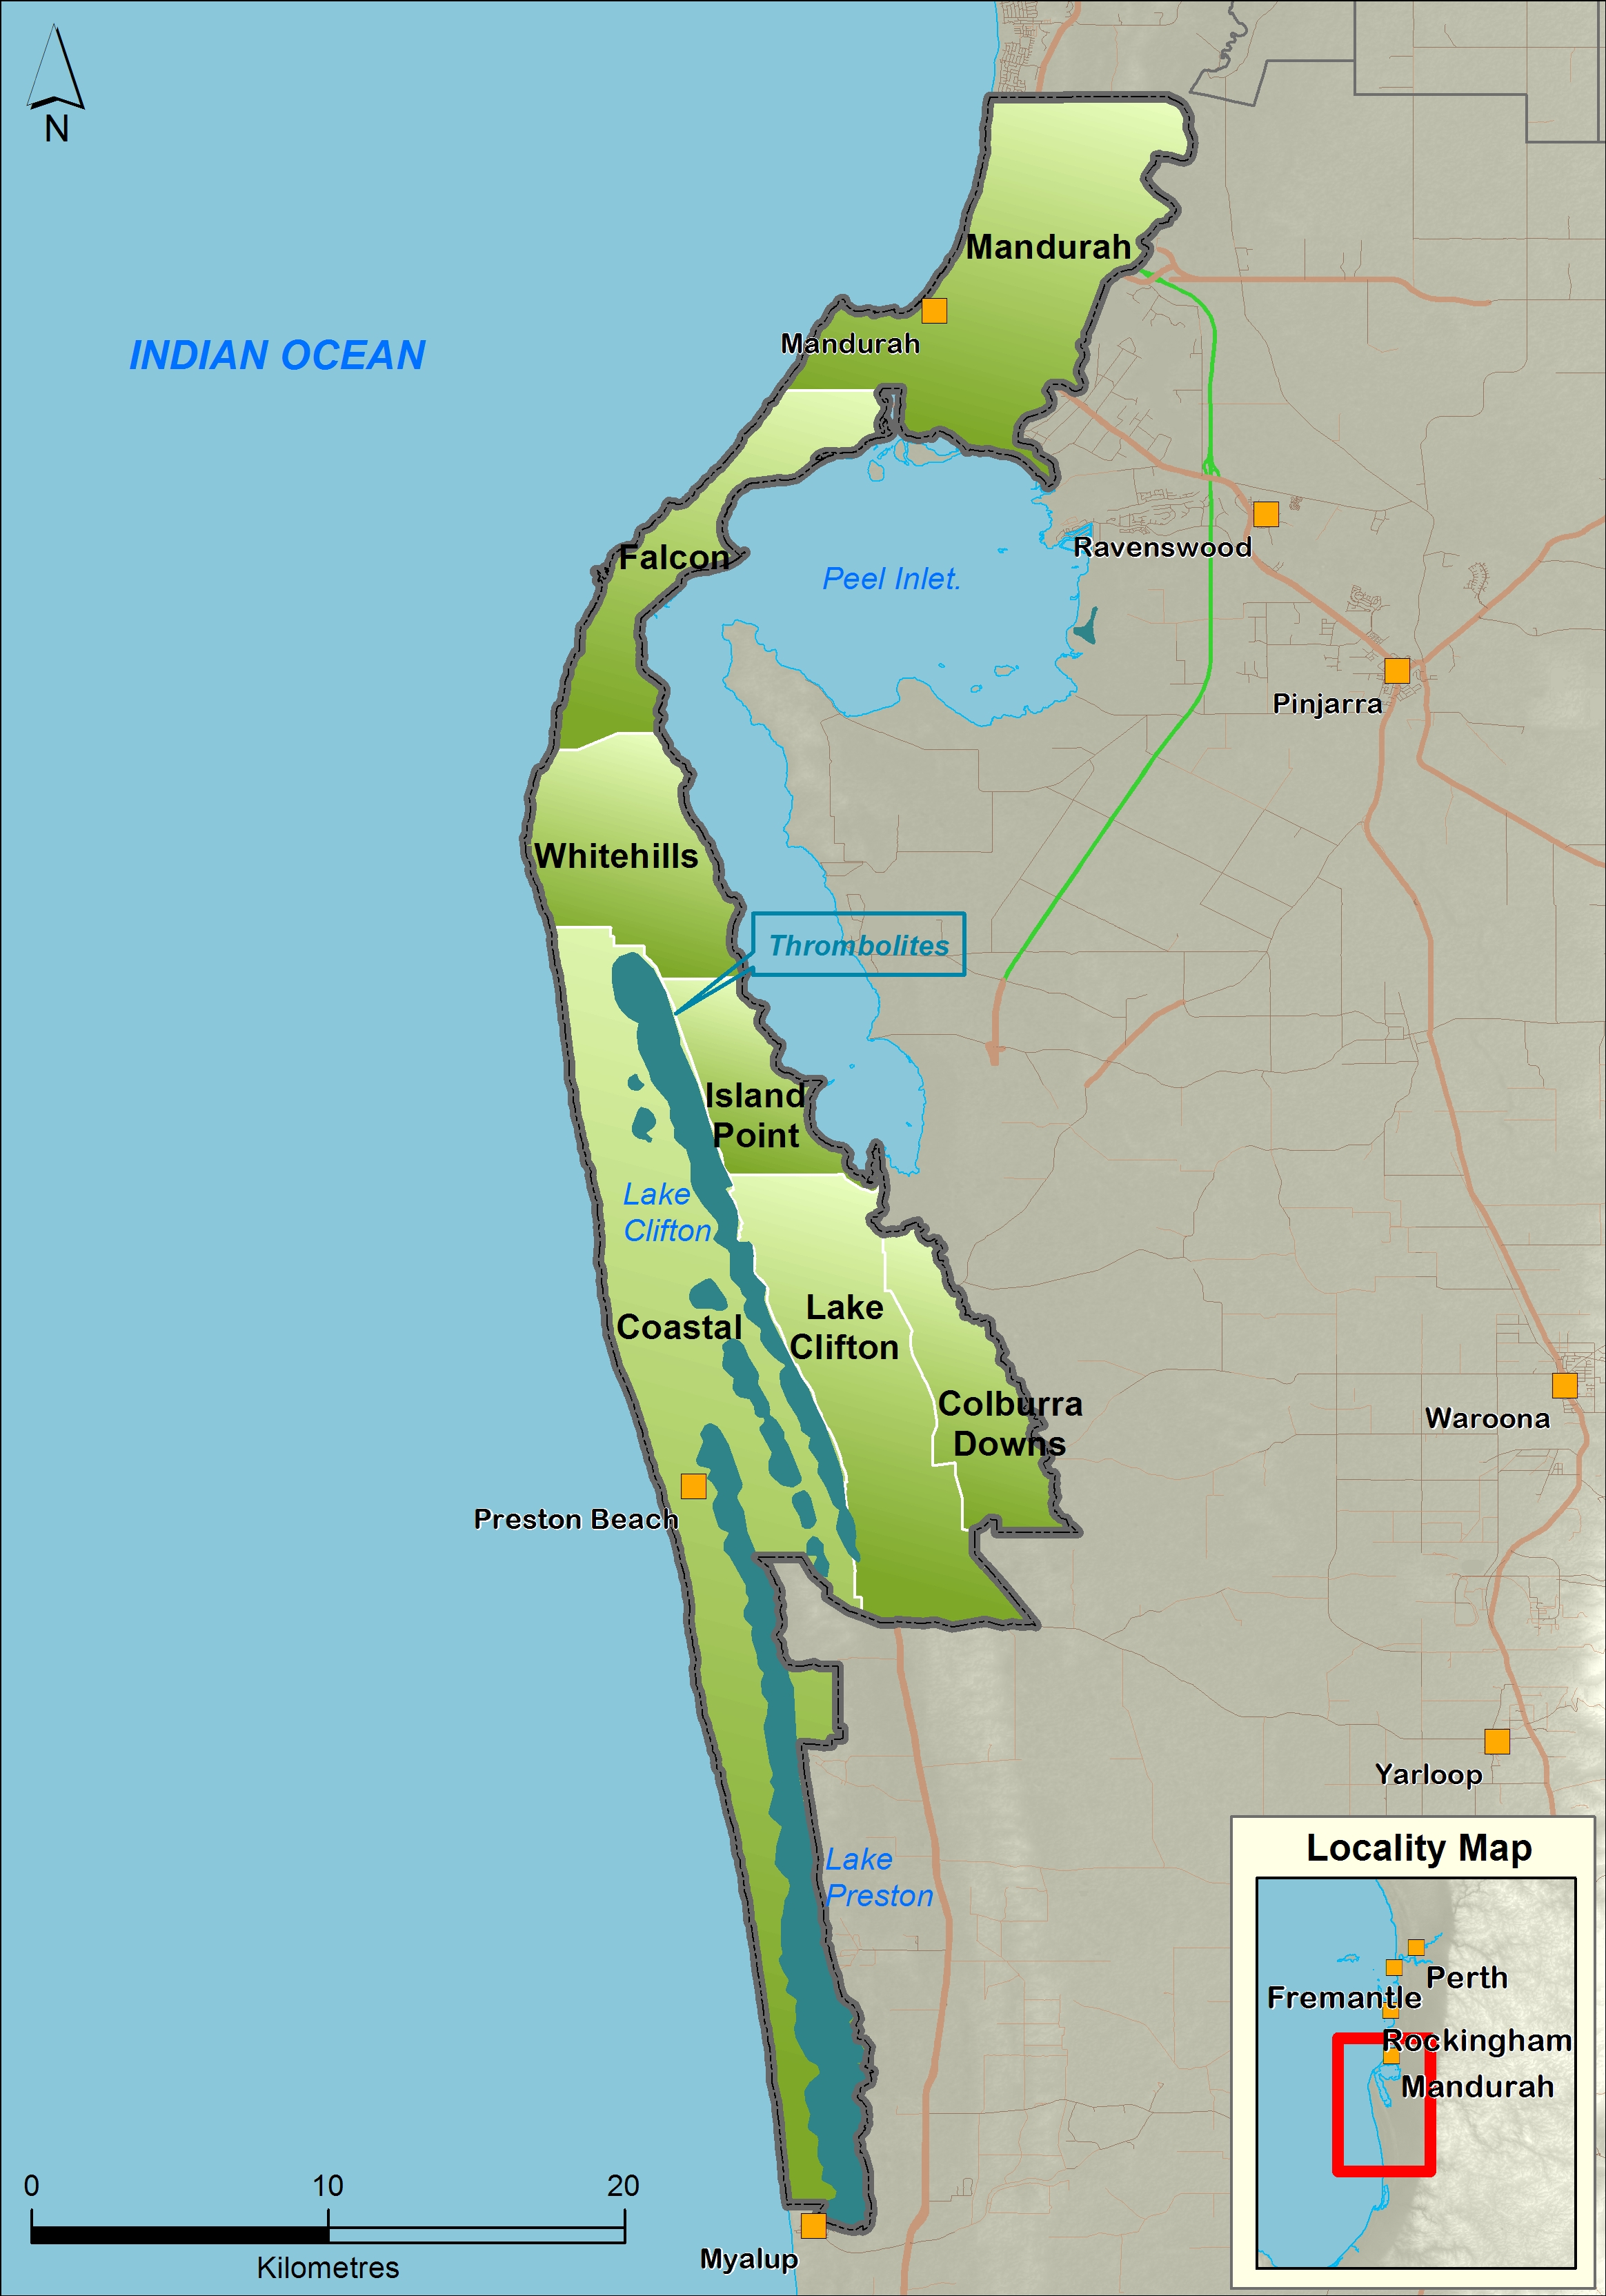 N
Mandurah
Mandurah
INDIAN OCEAN
Falcon
Ravenswood
Peel Inlet.
Pinjarra
Whitehills
Thrombolites
Island
Point
Lake
Clifton
Coastal
Lake
Clifton
Colburra
Downs
Waroona
Preston Beach
Yarloop
Lake
Preston
Locality Map
Perth
Fremantle
Rockingham
Mandurah
0 10 20
Kilometres
Myalup